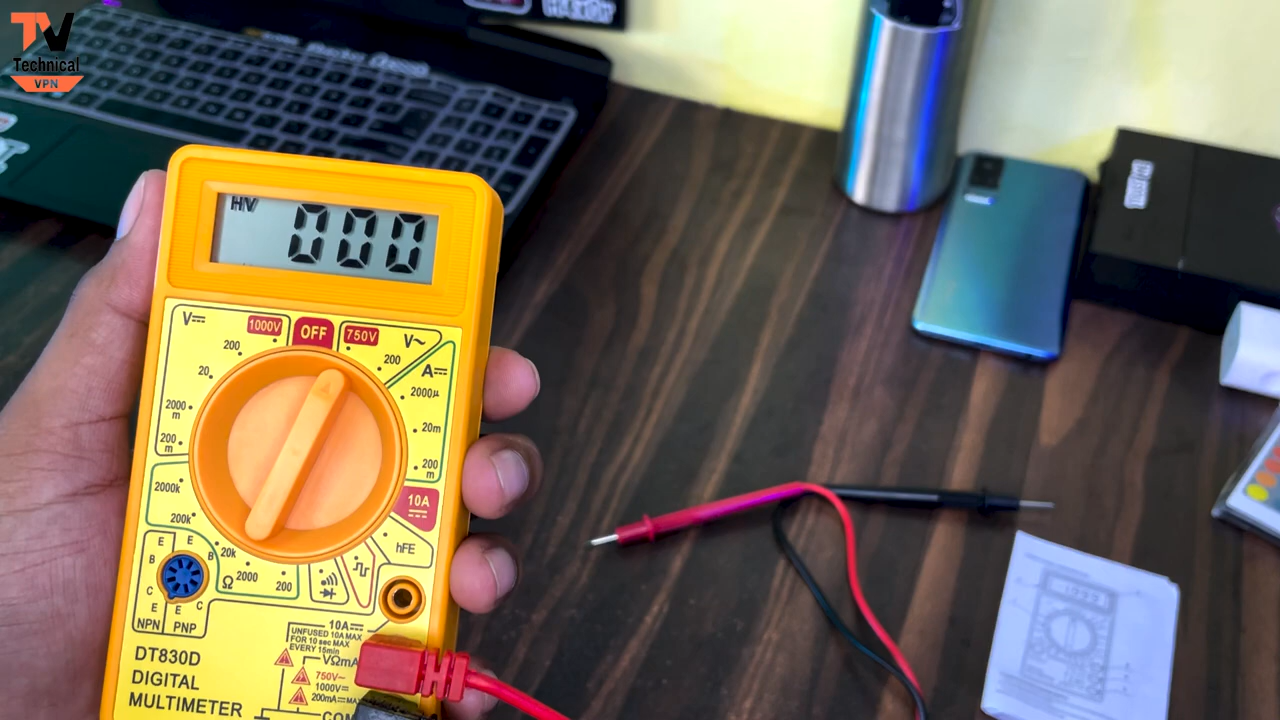 TV
Technical
VPN
HV
000
V⎓
1000V
OFF
750V
V~
200
200
A⎓
20
2000μ
2000
m
20m
200
m
200
m
2000k
10A
200k
hFE
20k
Ω
2000
200
E
E
B
B
C
C
E
E
NPN
PNP
10A⎓
UNFUSED 10A MAX
FOR 10 sec MAX
EVERY 15min
VΩmA
750V~
1000V⎓
200mA⎓MAX
COM
DT830D
DIGITAL
MULTIMETER